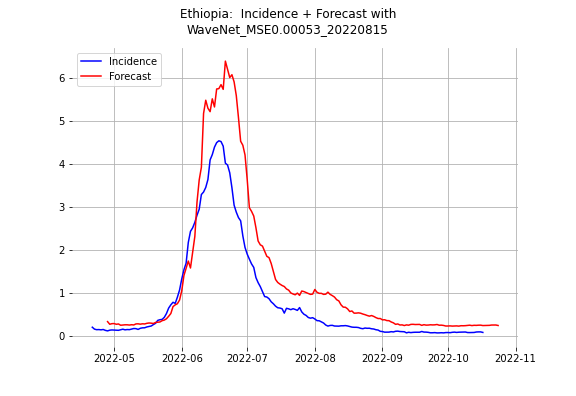 Ethiopia:  Incidence + Forecast with
WaveNet_MSE0.00053_20220815
Incidence
Forecast
6
5
4
3
2
1
0
2022-05 2022-06 2022-07 2022-08 2022-09 2022-10 2022-11